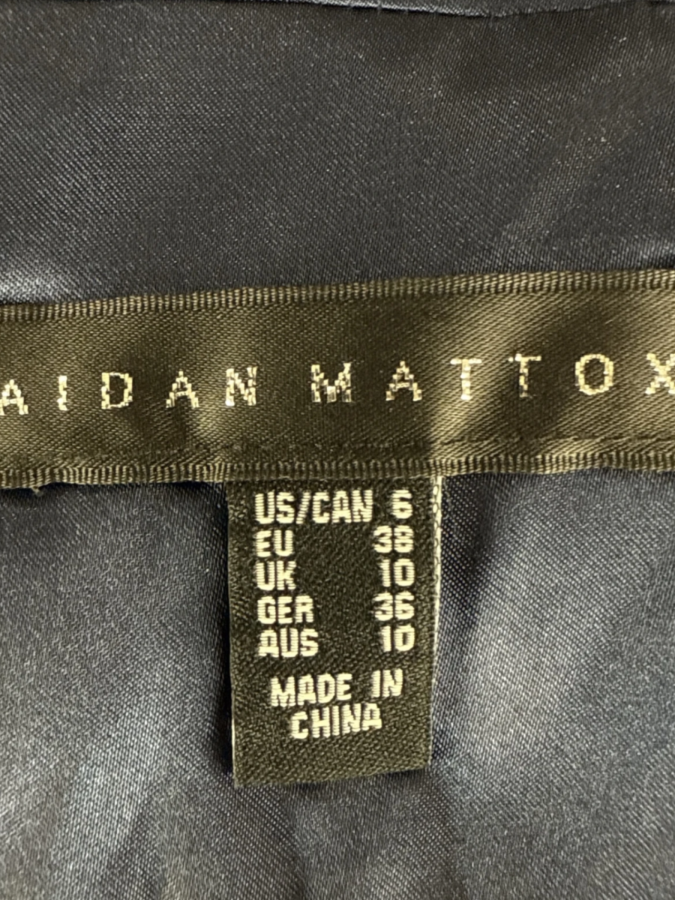 AIDAN MATTOX
US/CAN 6
EU 38
UK 10
GER 36
AUS 10
MADE IN
CHINA